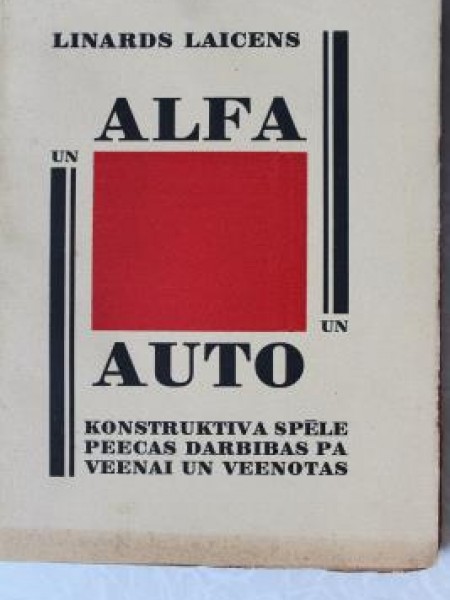 LINARDS LAICENS
ALFA
UN
UN
AUTO
KONSTRUKTIVA SPĒLE
PEECAS DARBIBAS PA
VEENAI UN VEENOTAS